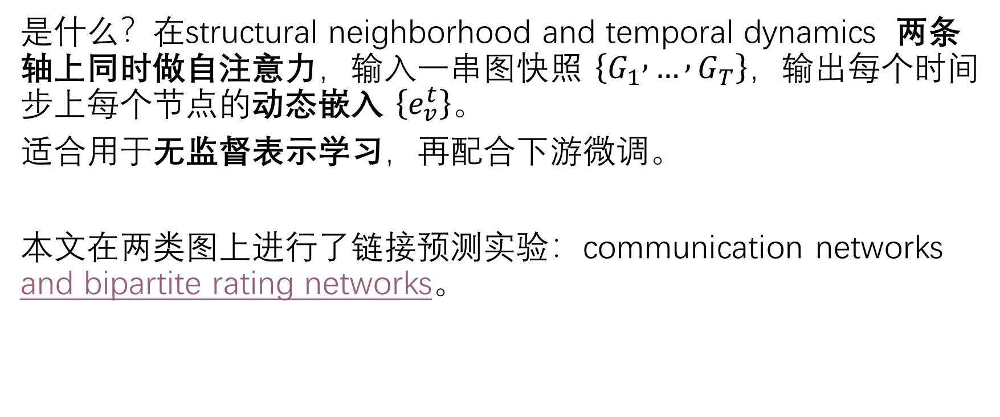 是什么？在structural neighborhood and temporal dynamics 两条
轴上同时做自注意力，输入一串图快照 {G₁, … , G_T}，输出每个时间
步上每个节点的动态嵌入 {e_v^t}。
适合用于无监督表示学习，再配合下游微调。
本文在两类图上进行了链接预测实验：communication networks
and bipartite rating networks。